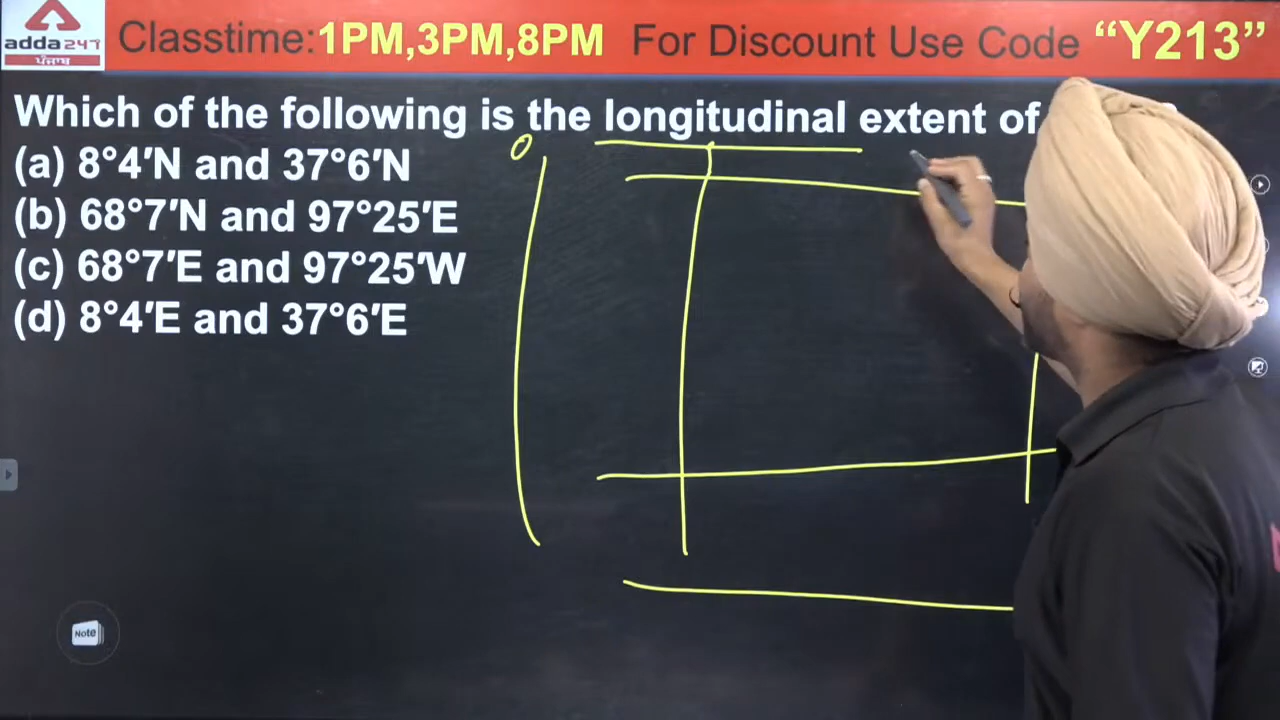 adda247
ਪੰਜਾਬ
Classtime:1PM,3PM,8PM For Discount Use Code “Y213”
Which of the following is the longitudinal extent of
(a) 8°4′N and 37°6′N
(b) 68°7′N and 97°25′E
(c) 68°7′E and 97°25′W
(d) 8°4′E and 37°6′E
0
Note